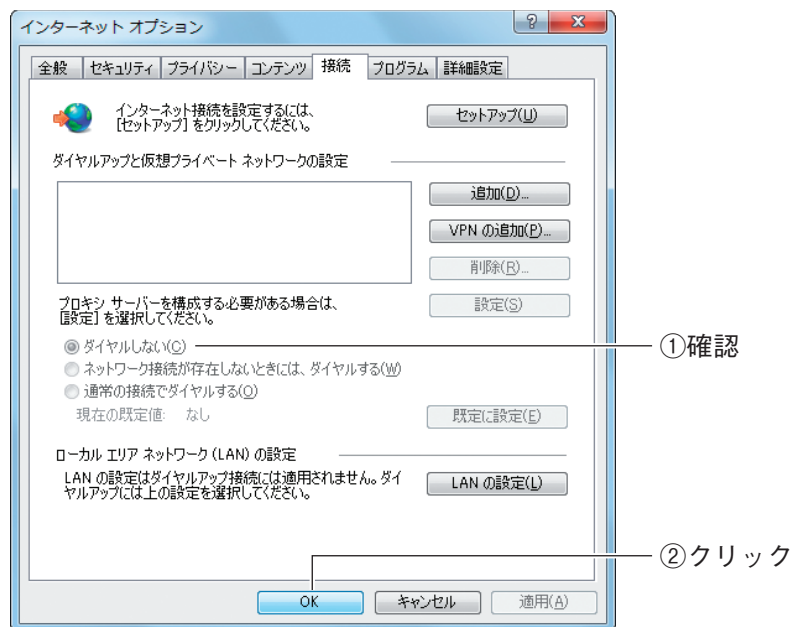 インターネット オプション
全般 セキュリティ プライバシー コンテンツ 接続 プログラム 詳細設定
インターネット接続を設定するには、
[セットアップ] をクリックしてください。
セットアップ(U)
ダイヤルアップと仮想プライベート ネットワークの設定
追加(D)...
VPN の追加(P)...
削除(R)...
プロキシ サーバーを構成する必要がある場合は、
[設定] を選択してください。
設定(S)
ダイヤルしない(C)
①確認
ネットワーク接続が存在しないときには、ダイヤルする(W)
通常の接続でダイヤルする(O)
現在の既定値: なし
既定に設定(E)
ローカル エリア ネットワーク (LAN) の設定
LAN の設定はダイヤルアップ接続には適用されません。ダイ
ヤルアップには上の設定を選択してください。
LAN の設定(L)
②クリック
OK キャンセル 適用(A)